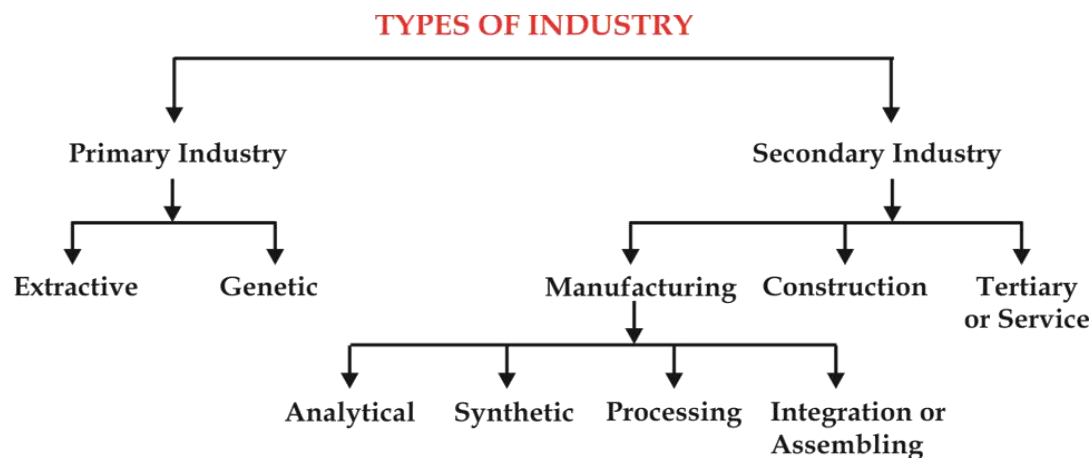 TYPES OF INDUSTRY
Primary Industry
Secondary Industry
Extractive
Genetic
Manufacturing
Construction
Tertiary
or Service
Analytical
Synthetic
Processing
Integration or
Assembling